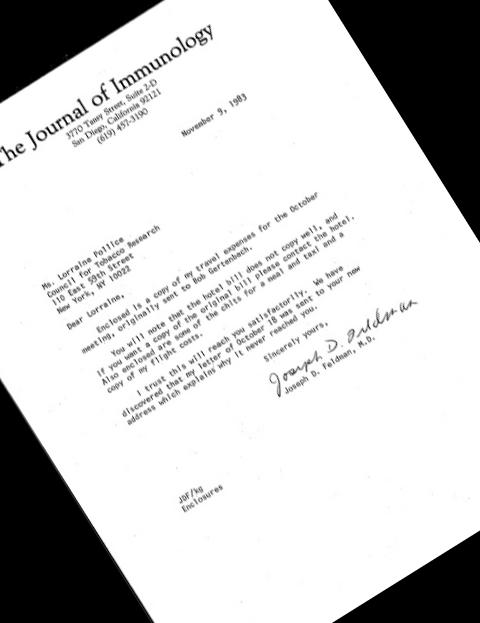 The Journal of Immunology
3770 Tansy Street, Suite 2-D
San Diego, California 92121
(619) 457-3190
November 9, 1983
Ms. Lorraine Pollice
Council for Tobacco Research
110 East 59th Street
New York, NY 10022
Dear Lorraine,
Enclosed is a copy of my travel expenses for the October
meeting, originally sent to Bob Gertenbach.
You will note that the hotel bill does not copy well, and
if you want a copy of the original bill please contact the hotel.
Also enclosed are some of the chits for a meal and taxi and a
copy of my flight costs.
I trust this will reach you satisfactorily. We have
discovered that my letter of October 18 was sent to your now
address which explains why it never reached you.
Sincerely yours,
Joseph D. Feldman
Joseph D. Feldman, M.D.
JDF/kg
Enclosures